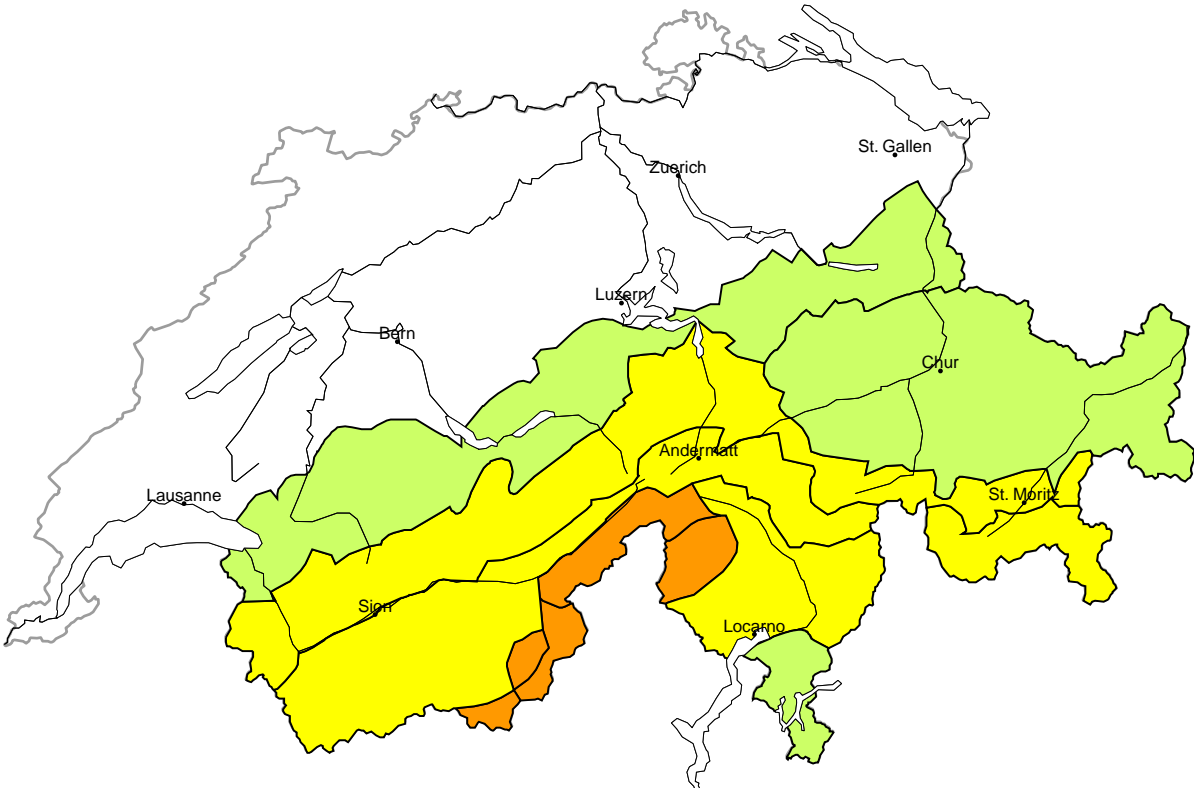 St. Gallen
Zuerich
Luzern
Bern
Chur
Andermatt
Lausanne
St. Moritz
Sion
Locarno